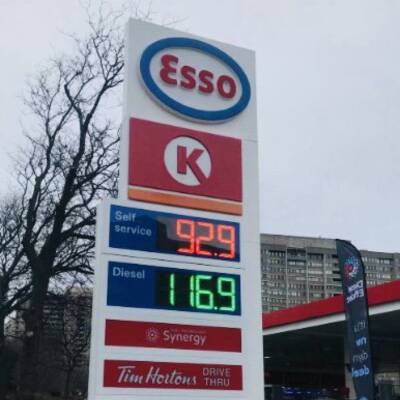 Esso
K
Self
service
92.9
Diesel
116.9
Synergy
Tim Hortons DRIVE
THRU